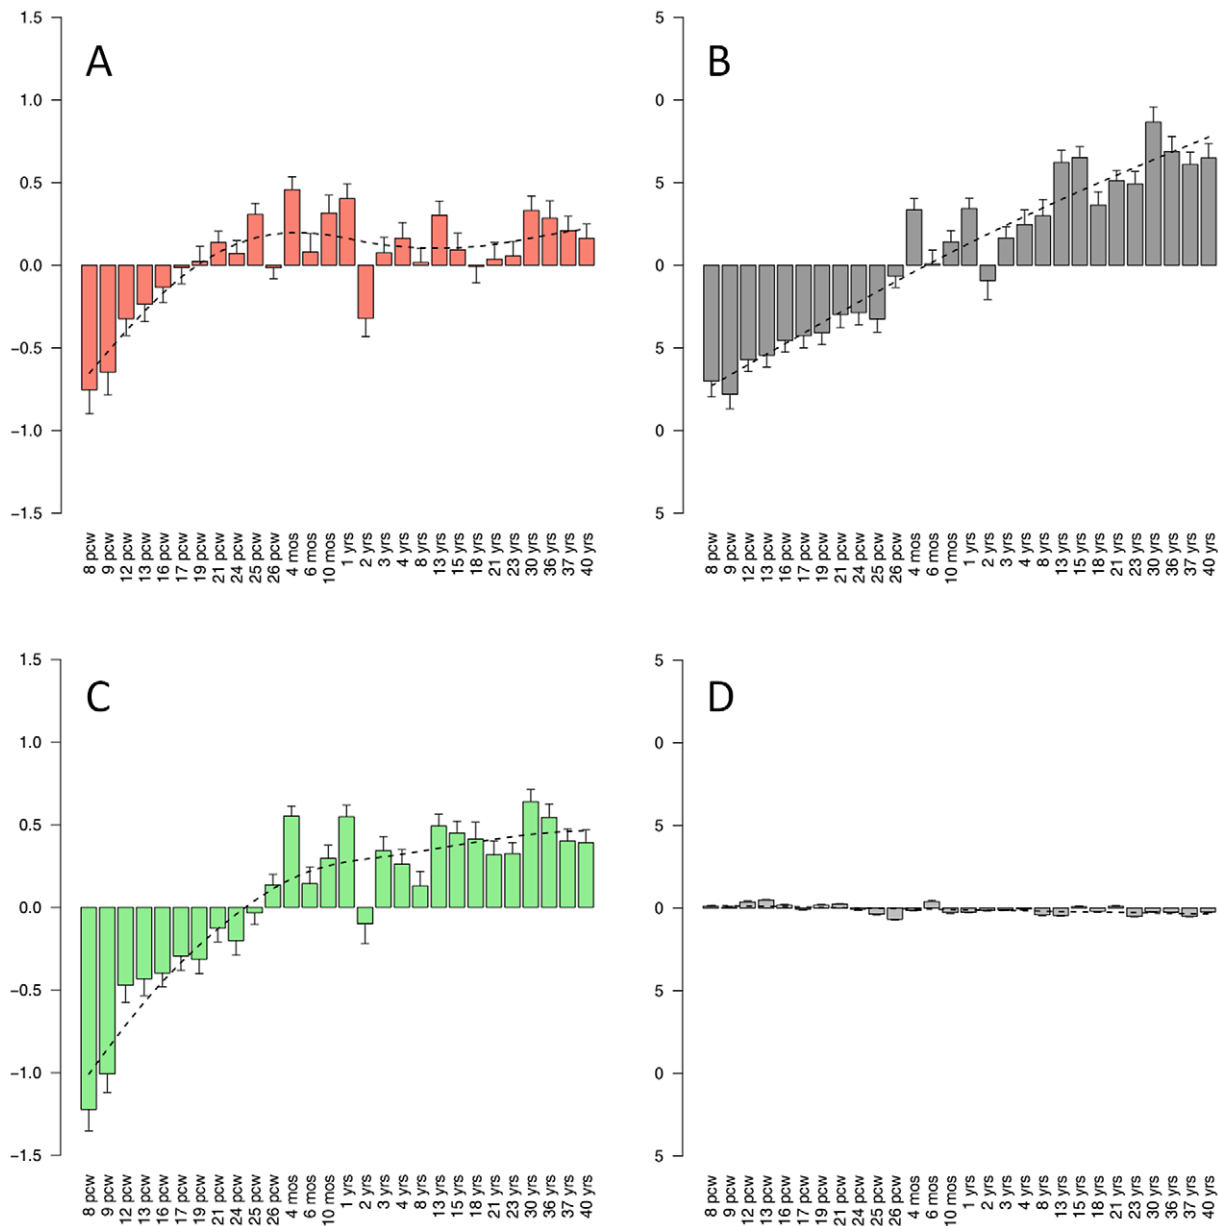 A
1.5
1.0
0.5
0.0
−0.5
−1.0
−1.5
8 pcw
9 pcw
12 pcw
13 pcw
16 pcw
17 pcw
19 pcw
21 pcw
24 pcw
25 pcw
26 pcw
4 mos
6 mos
10 mos
1 yrs
2 yrs
3 yrs
4 yrs
8 yrs
13 yrs
15 yrs
18 yrs
21 yrs
23 yrs
30 yrs
36 yrs
37 yrs
40 yrs
B
5
0
5
0
5
0
5
8 pcw
9 pcw
12 pcw
13 pcw
16 pcw
17 pcw
19 pcw
21 pcw
24 pcw
25 pcw
26 pcw
4 mos
6 mos
10 mos
1 yrs
2 yrs
3 yrs
4 yrs
8 yrs
13 yrs
15 yrs
18 yrs
21 yrs
23 yrs
30 yrs
36 yrs
37 yrs
40 yrs
C
1.5
1.0
0.5
0.0
−0.5
−1.0
−1.5
8 pcw
9 pcw
12 pcw
13 pcw
16 pcw
17 pcw
19 pcw
21 pcw
24 pcw
25 pcw
26 pcw
4 mos
6 mos
10 mos
1 yrs
2 yrs
3 yrs
4 yrs
8 yrs
13 yrs
15 yrs
18 yrs
21 yrs
23 yrs
30 yrs
36 yrs
37 yrs
40 yrs
D
5
0
5
0
5
0
5
8 pcw
9 pcw
12 pcw
13 pcw
16 pcw
17 pcw
19 pcw
21 pcw
24 pcw
25 pcw
26 pcw
4 mos
6 mos
10 mos
1 yrs
2 yrs
3 yrs
4 yrs
8 yrs
13 yrs
15 yrs
18 yrs
21 yrs
23 yrs
30 yrs
36 yrs
37 yrs
40 yrs